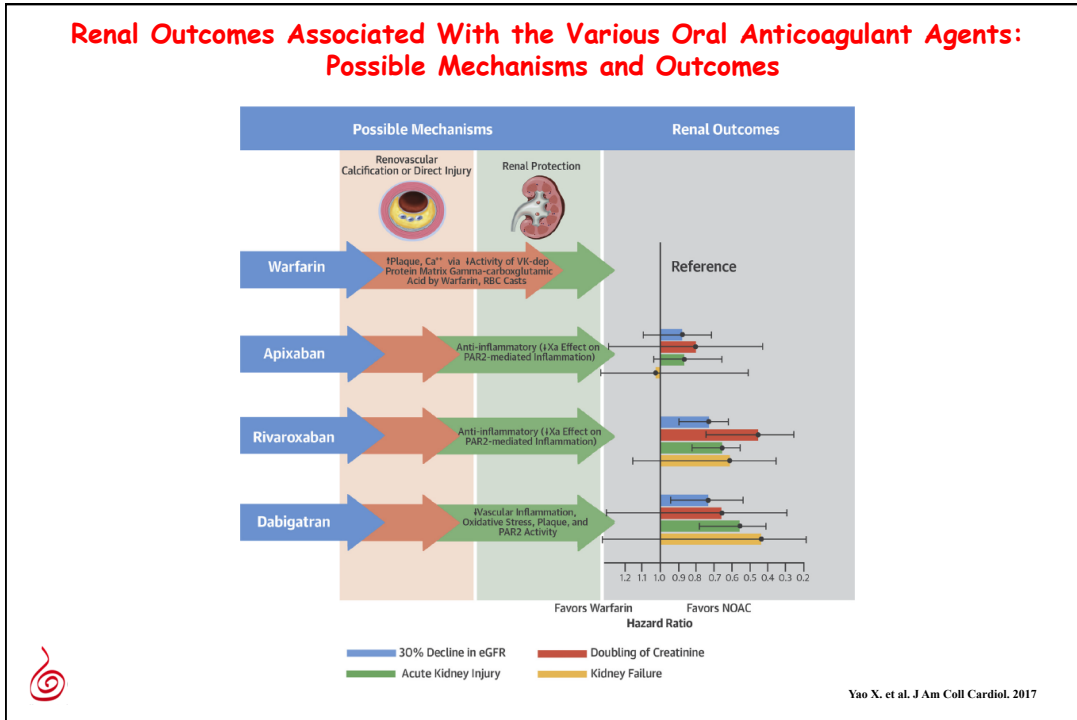 Renal Outcomes Associated With the Various Oral Anticoagulant Agents:
Possible Mechanisms and Outcomes
Possible Mechanisms
Renal Outcomes
Renovascular
Calcification or Direct Injury
Renal Protection
Warfarin
↑Plaque, Ca⁺⁺ via ↓Activity of VK-dep
Protein Matrix Gamma-carboxglutamic
Acid by Warfarin, RBC Casts
Reference
Apixaban
Anti-inflammatory (↓Xa Effect on
PAR2-mediated Inflammation)
Rivaroxaban
Anti-inflammatory (↓Xa Effect on
PAR2-mediated Inflammation)
Dabigatran
↓Vascular Inflammation,
Oxidative Stress, Plaque, and
PAR2 Activity
1.2 1.1 1.0 0.9 0.8 0.7 0.6 0.5 0.4 0.3 0.2
Favors Warfarin Favors NOAC
Hazard Ratio
30% Decline in eGFR
Doubling of Creatinine
Acute Kidney Injury
Kidney Failure
Yao X. et al. J Am Coll Cardiol. 2017